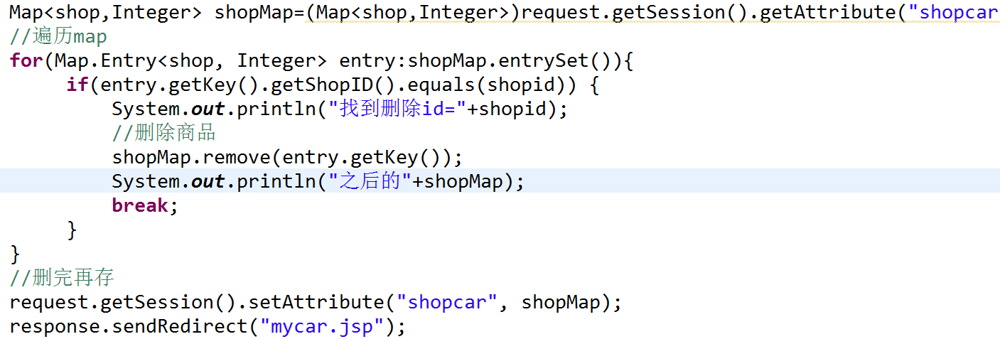 Map<shop,Integer> shopMap=(Map<shop,Integer>)request.getSession().getAttribute("shopcar
//遍历map
for(Map.Entry<shop, Integer> entry:shopMap.entrySet()){
if(entry.getKey().getShopID().equals(shopid)) {
System.out.println("找到删除id="+shopid);
//删除商品
shopMap.remove(entry.getKey());
System.out.println("之后的"+shopMap);
break;
}
}
//删完再存
request.getSession().setAttribute("shopcar", shopMap);
response.sendRedirect("mycar.jsp");